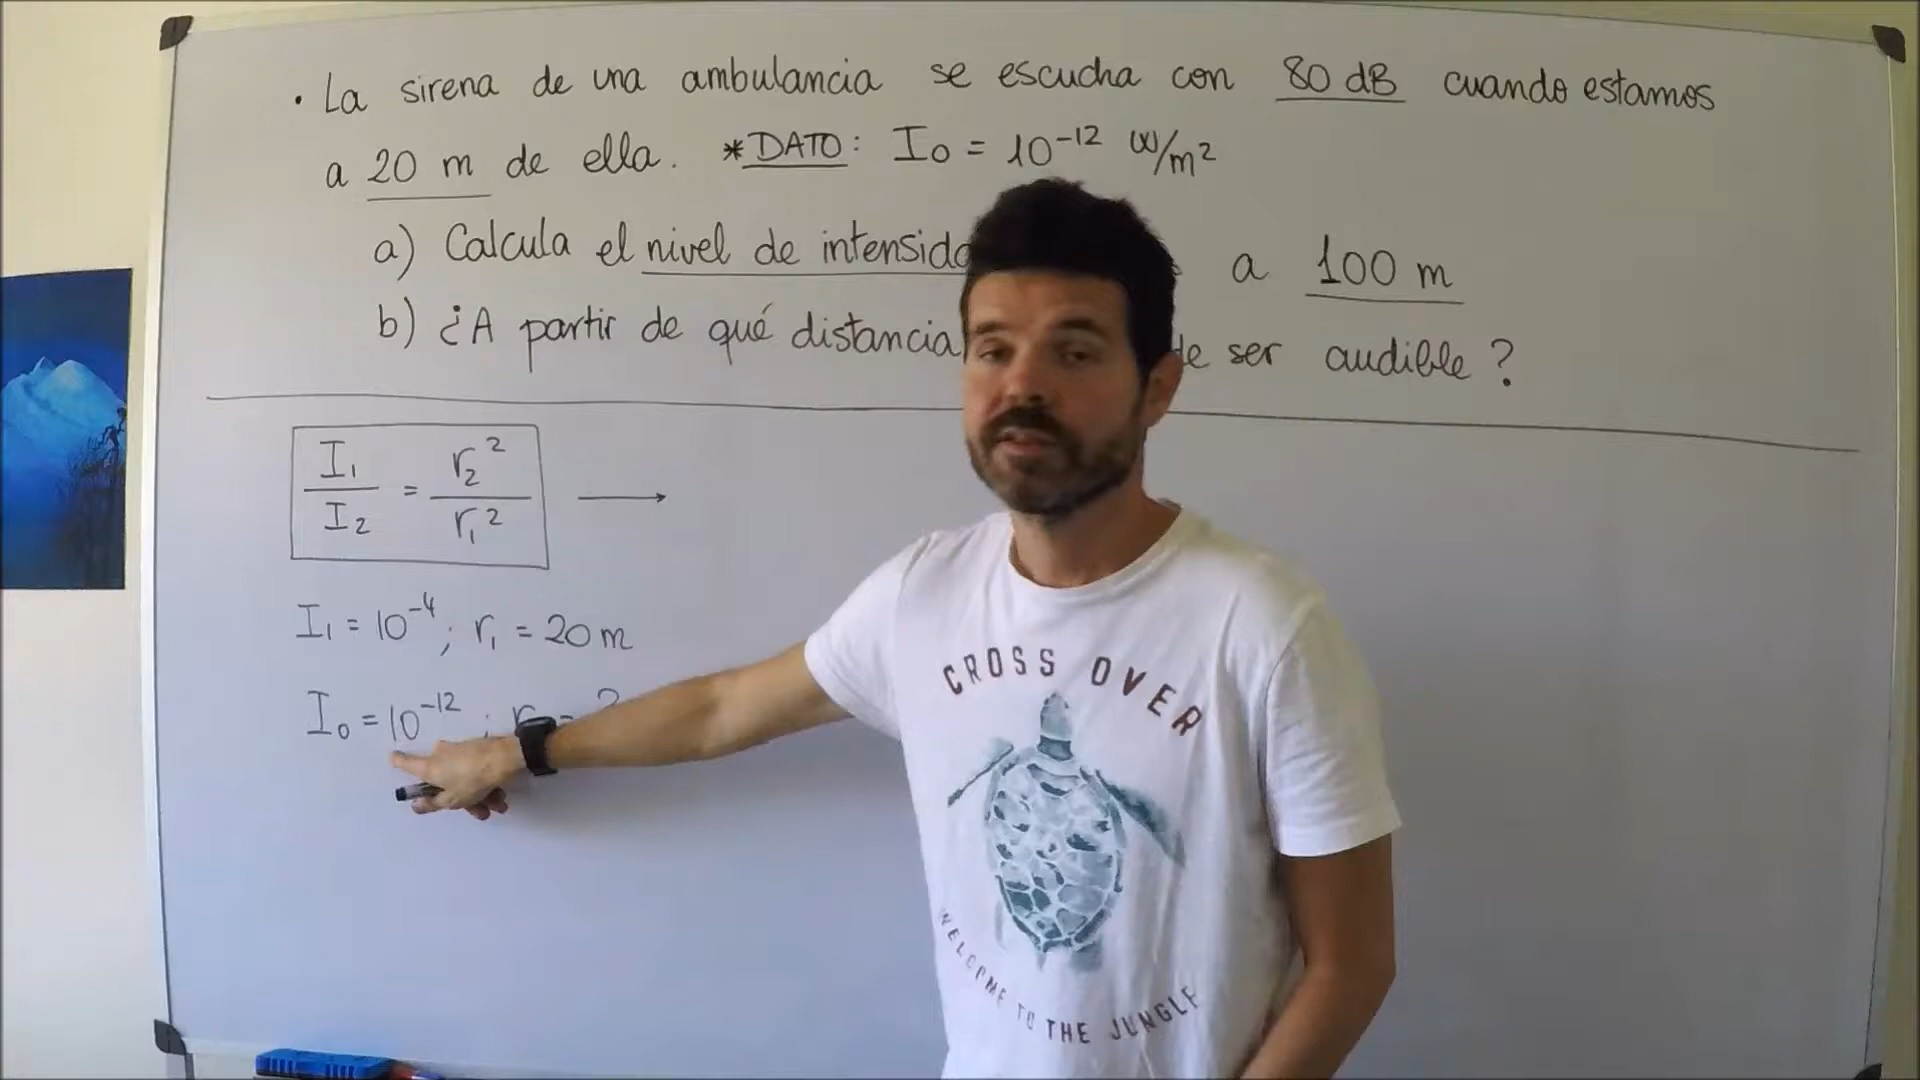 • La sirena de una ambulancia se escucha con 80 dB cuando estamos
a 20 m de ella. *DATO: I₀ = 10⁻¹² W/m²
a) Calcula el nivel de intensida a 100 m
b) ¿A partir de qué distancia ser audible?
I₁/I₂ = r₂²/r₁² →
I₁ = 10⁻⁴; r₁ = 20 m
I₀ = 10⁻¹²; r = ?
CROSS OVER
WELCOME TO THE JUNGLE